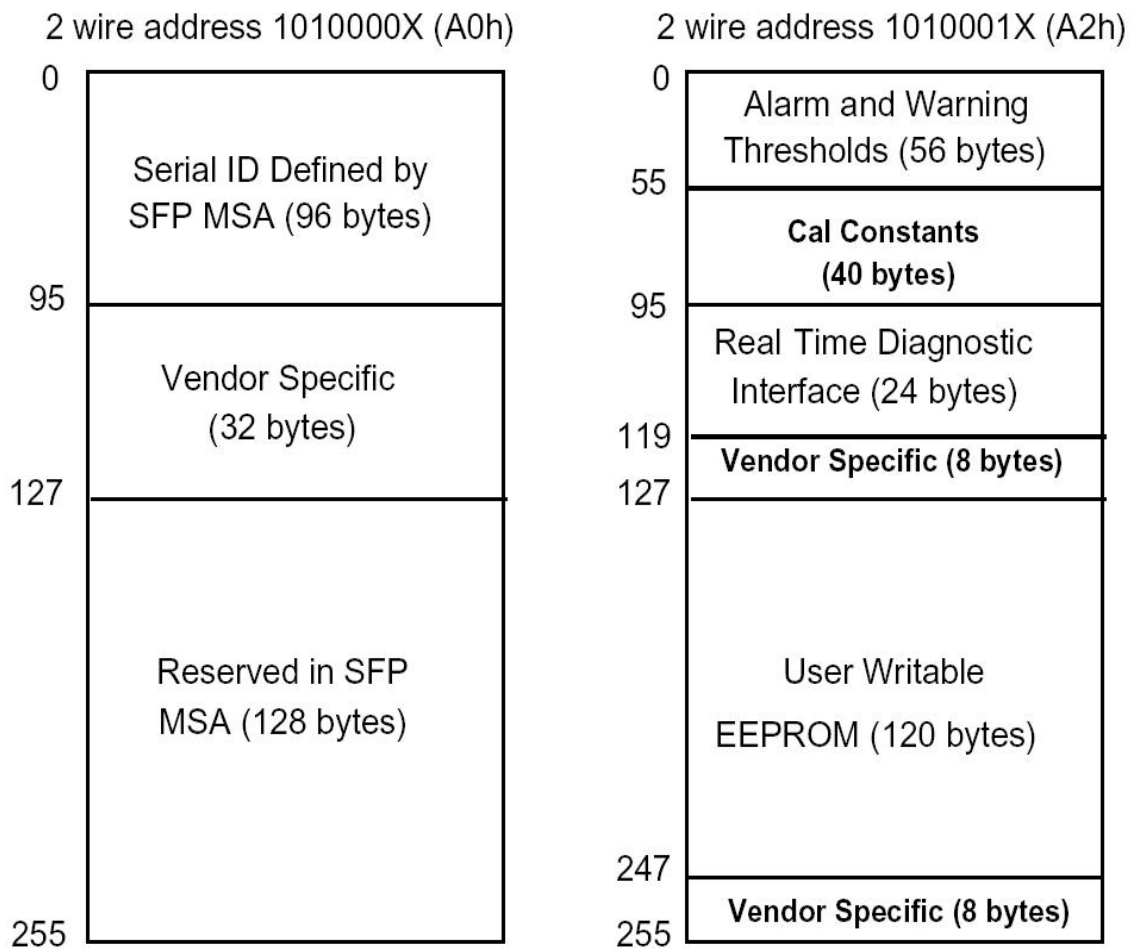 2 wire address 1010000X (A0h)
0
Serial ID Defined by
SFP MSA (96 bytes)
95
Vendor Specific
(32 bytes)
127
Reserved in SFP
MSA (128 bytes)
255
2 wire address 1010001X (A2h)
0
Alarm and Warning
Thresholds (56 bytes)
55
Cal Constants
(40 bytes)
95
Real Time Diagnostic
Interface (24 bytes)
119
Vendor Specific (8 bytes)
127
User Writable
EEPROM (120 bytes)
247
Vendor Specific (8 bytes)
255